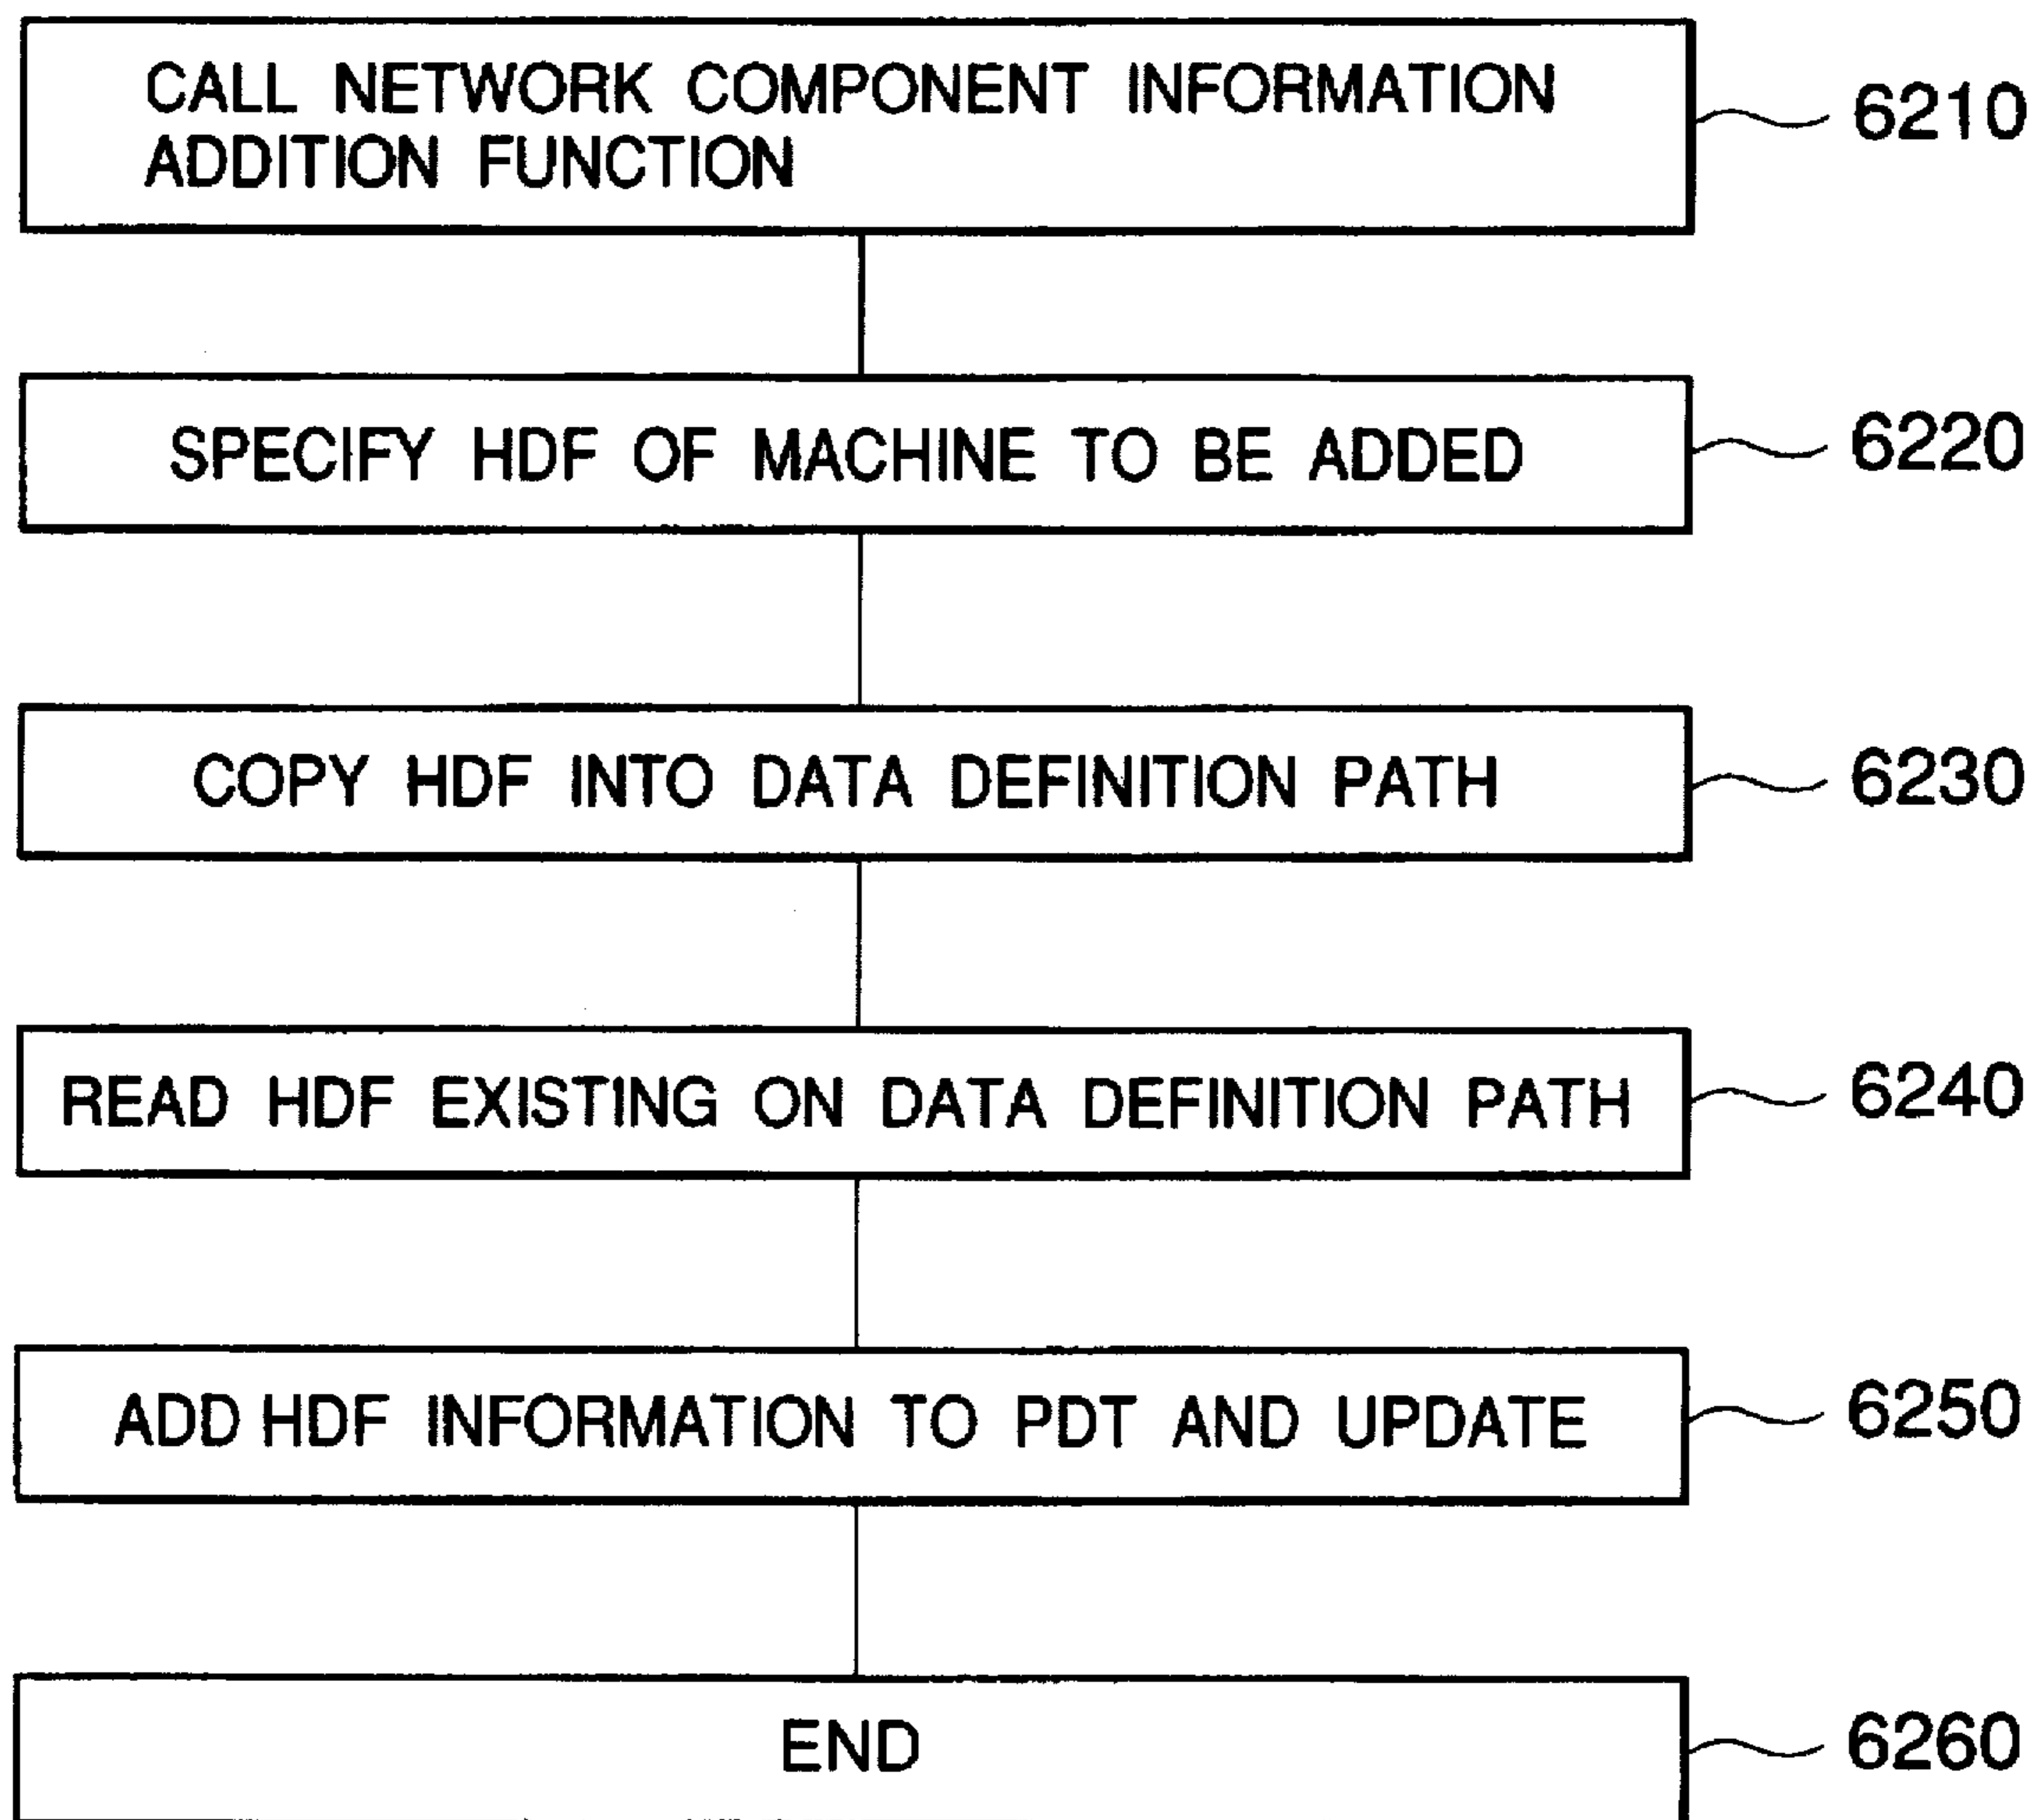 CALL NETWORK COMPONENT INFORMATION
ADDITION FUNCTION
6210
SPECIFY HDF OF MACHINE TO BE ADDED
6220
COPY HDF INTO DATA DEFINITION PATH
6230
READ HDF EXISTING ON DATA DEFINITION PATH
6240
ADD HDF INFORMATION TO PDT AND UPDATE
6250
END
6260